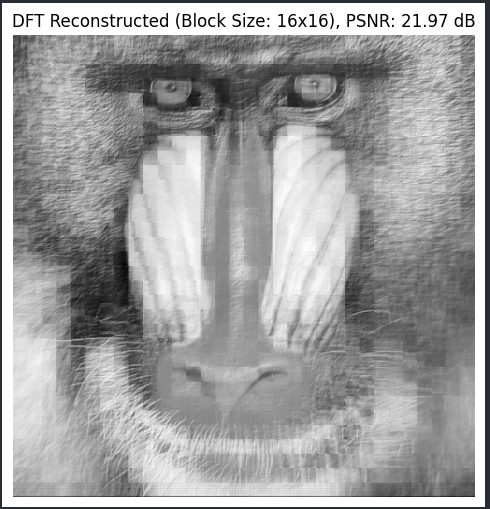 DFT Reconstructed (Block Size: 16x16), PSNR: 21.97 dB